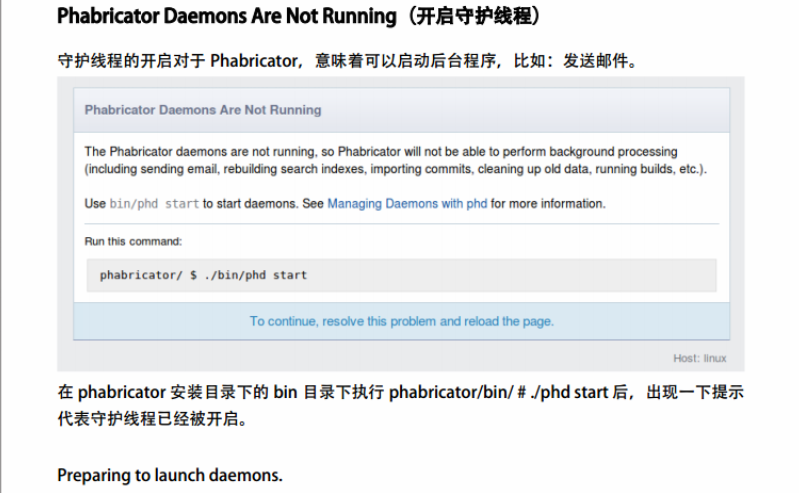 Phabricator Daemons Are Not Running（开启守护线程）
守护线程的开启对于 Phabricator，意味着可以启动后台程序，比如：发送邮件。
Phabricator Daemons Are Not Running
The Phabricator daemons are not running, so Phabricator will not be able to perform background processing
(including sending email, rebuilding search indexes, importing commits, cleaning up old data, running builds, etc.).
Use bin/phd start to start daemons. See Managing Daemons with phd for more information.
Run this command:
phabricator/ $ ./bin/phd start
To continue, resolve this problem and reload the page.
Host: linux
在 phabricator 安装目录下的 bin 目录下执行 phabricator/bin/ # ./phd start 后，出现一下提示
代表守护线程已经被开启。
Preparing to launch daemons.